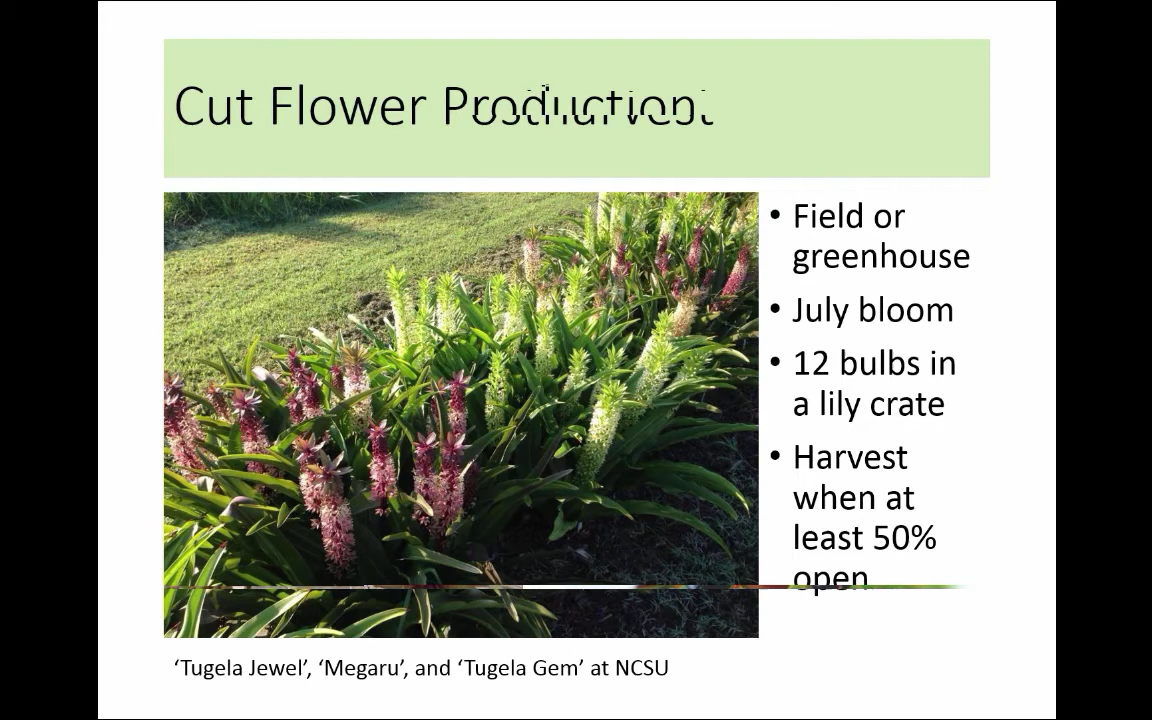 Cut Flower
• Field or
greenhouse
• July bloom
• 12 bulbs in
a lily crate
• Harvest
when at
least 50%
open
‘Tugela Jewel’, ‘Megaru’, and ‘Tugela Gem’ at NCSU